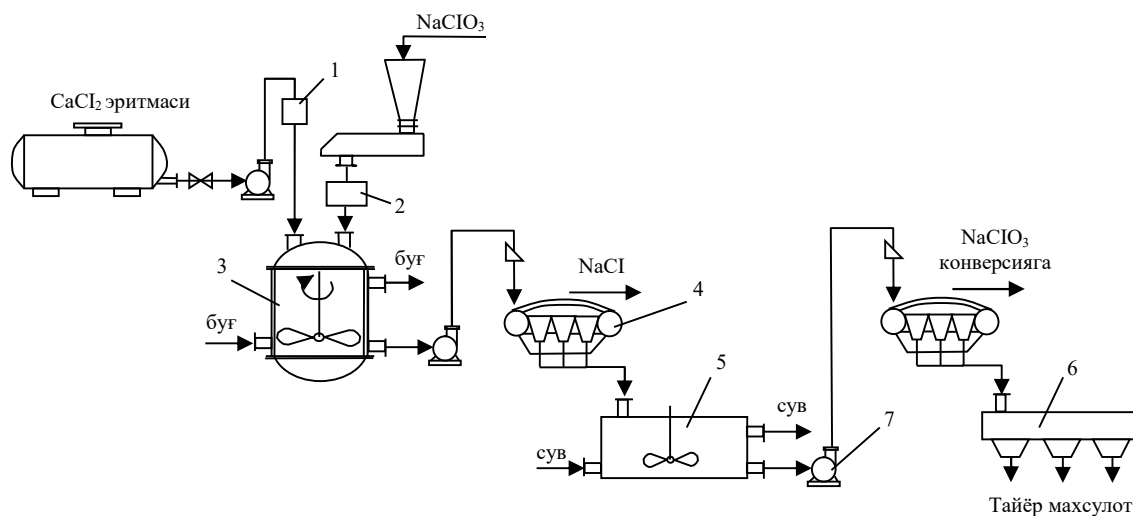 NaClO₃
1
CaCl₂ эритмаси
2
3
буғ
буғ
NaCl
4
5
сув
сув
7
NaClO₃
конверсияга
6
Тайёр махсулот